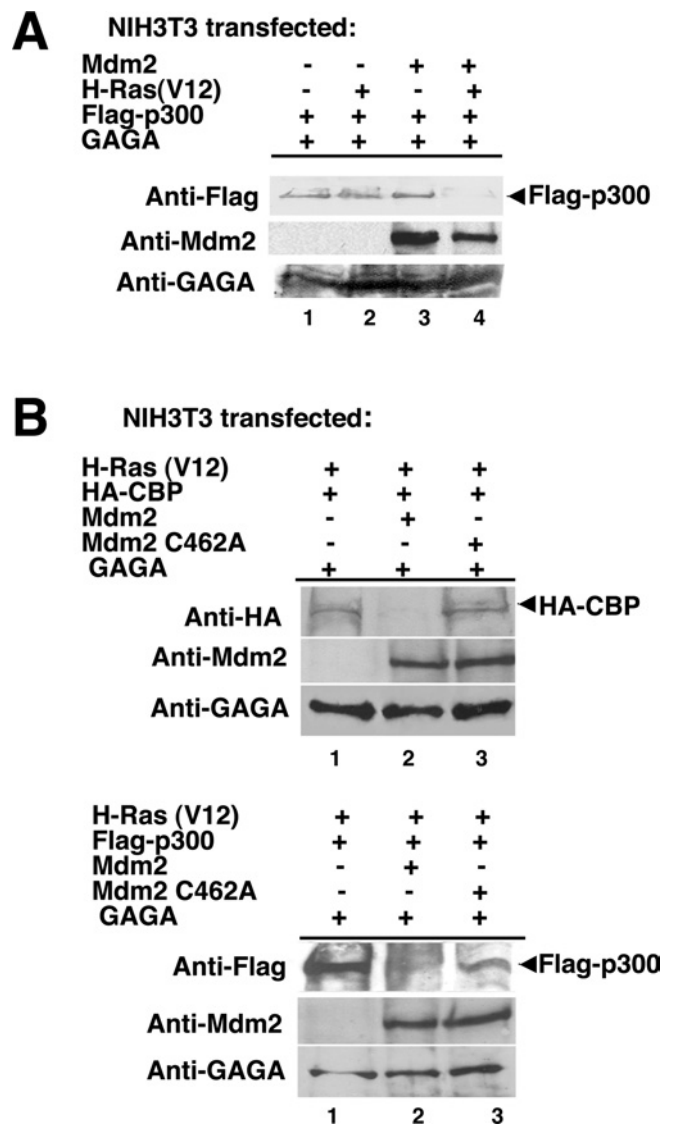 A
NIH3T3 transfected:
Mdm2 - - + +
H-Ras(V12) - + - +
Flag-p300 + + + +
GAGA + + + +
Anti-Flag Flag-p300
Anti-Mdm2
Anti-GAGA
1 2 3 4
B
NIH3T3 transfected:
H-Ras (V12) + + +
HA-CBP + + +
Mdm2 - + -
Mdm2 C462A - - +
GAGA + + +
Anti-HA HA-CBP
Anti-Mdm2
Anti-GAGA
1 2 3
H-Ras (V12) + + +
Flag-p300 + + +
Mdm2 - + -
Mdm2 C462A - - +
GAGA + + +
Anti-Flag Flag-p300
Anti-Mdm2
Anti-GAGA
1 2 3